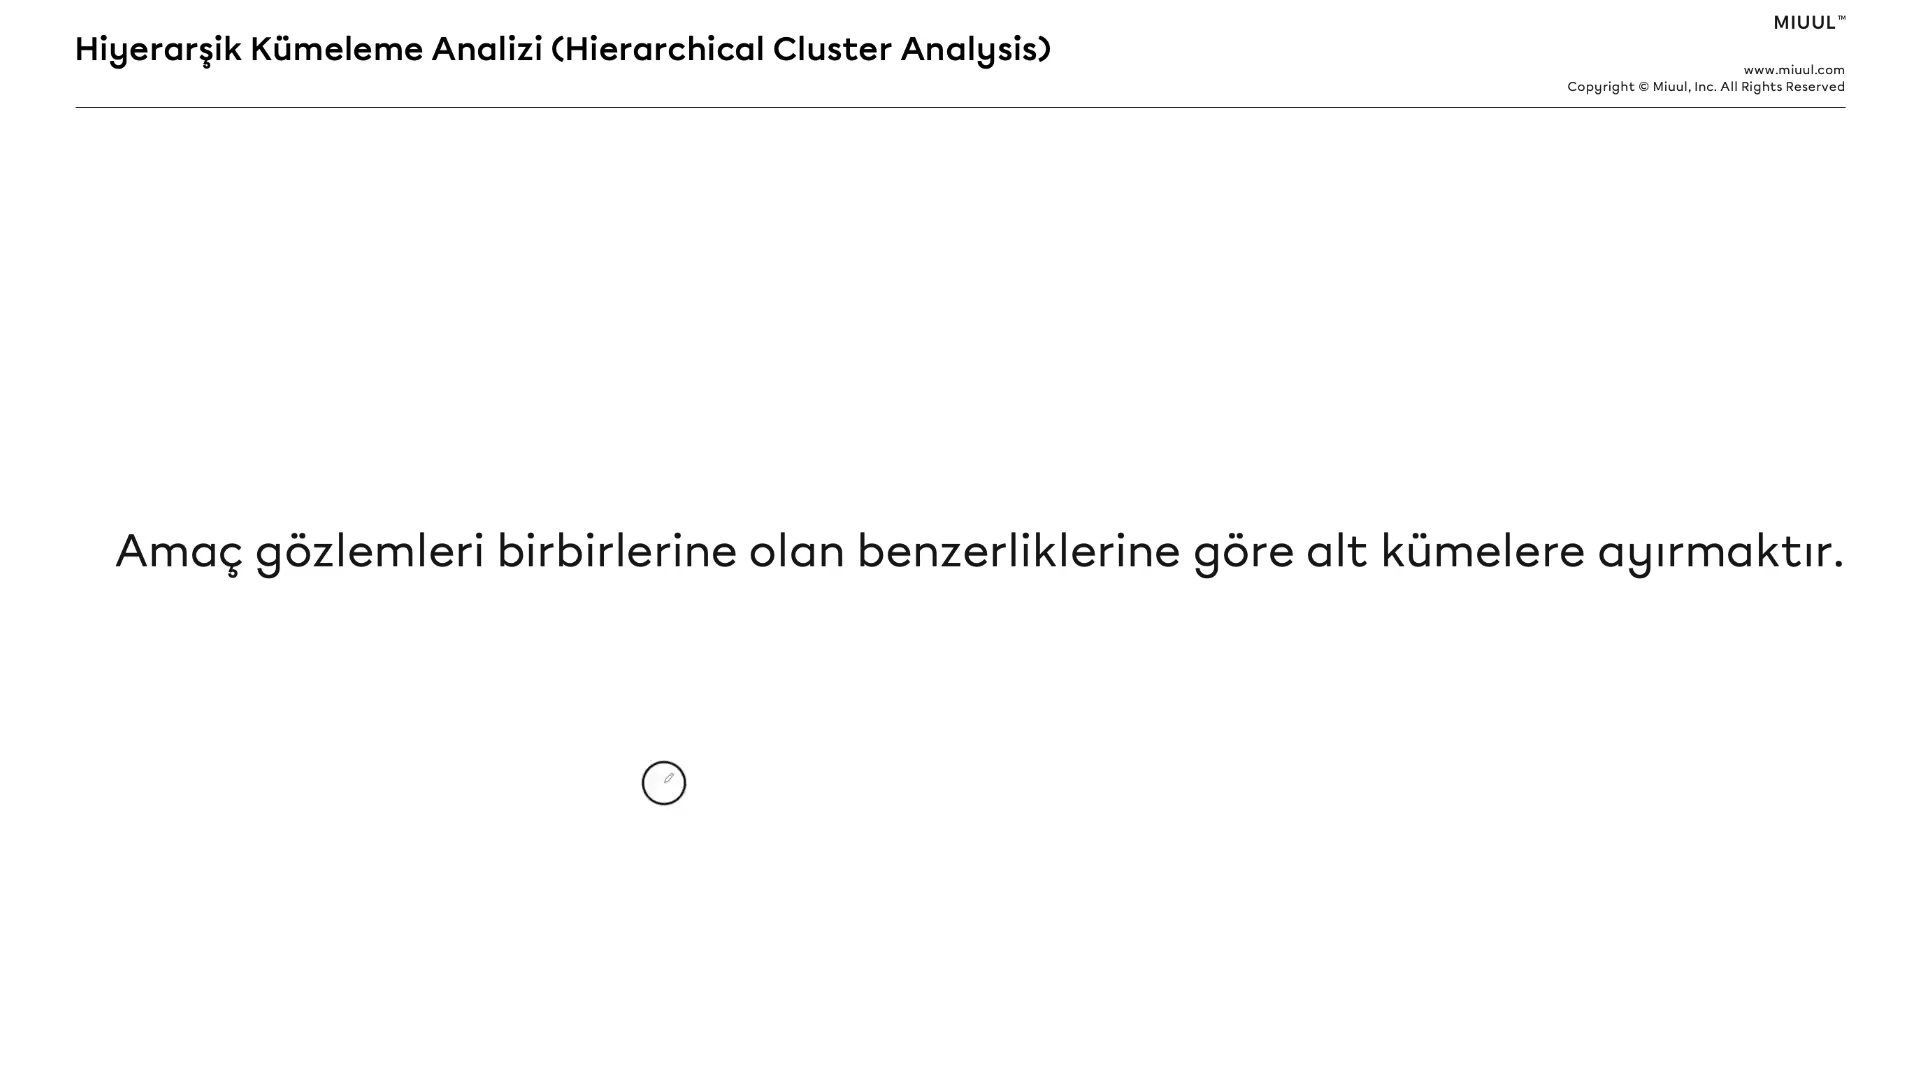 MIUUL™
Hiyerarşik Kümeleme Analizi (Hierarchical Cluster Analysis)
www.miuul.com
Copyright © Miuul, Inc. All Rights Reserved
Amaç gözlemleri birbirlerine olan benzerliklerine göre alt kümelere ayırmaktır.